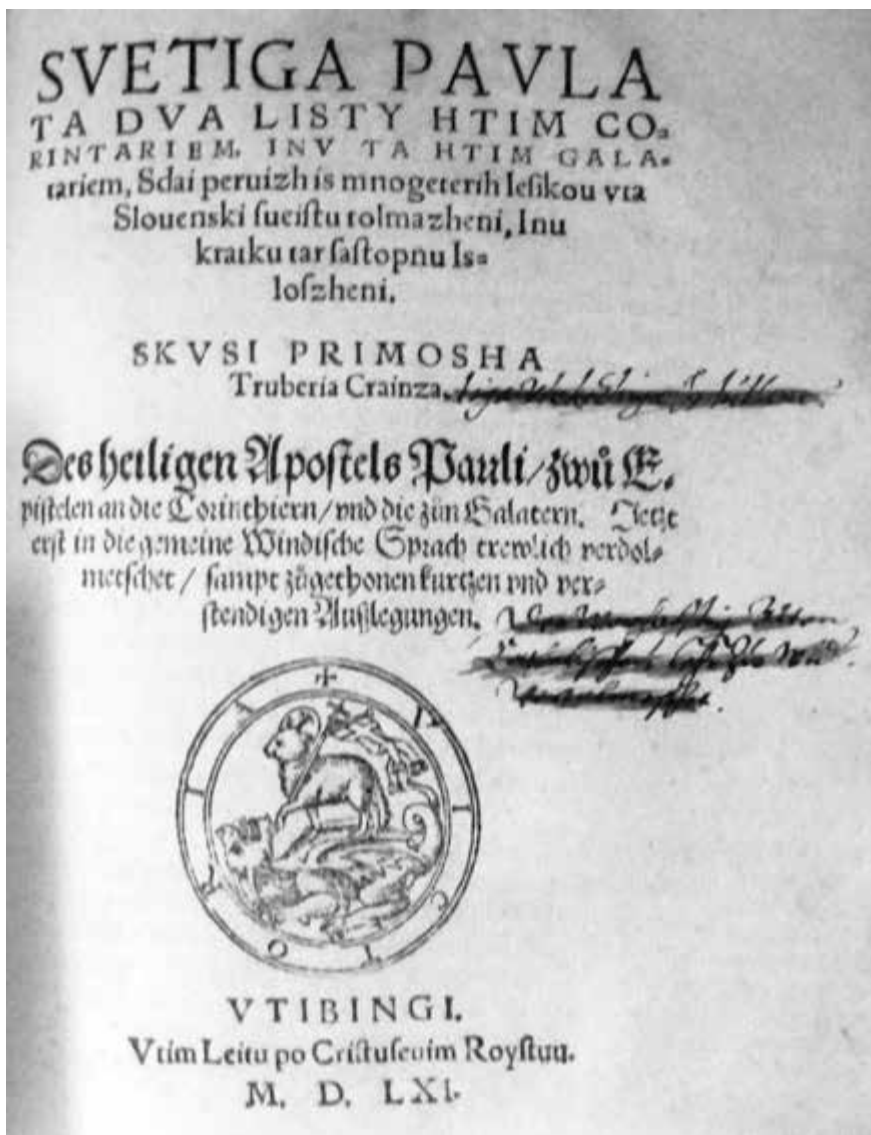 SVETIGA PAVLA
TA DVA LISTY HTIM CO⸗
RINTARIEM. INV TA HTIM GALA⸗
tariem, Sdai peruizh is mnogeterih Iesikou vta
Slouenski ſueiſtu tolmazheni, Inu
kratku tar ſaſtopnu Is⸗
loſzheni.
SKVSI PRIMOSHA
Truberia Crainza.
Des heiligen Apoſtels Pauli/ zwů E⸗
piſtelen an die Corinthiern/ vnd die zůn Galatern. Jetzt
erſt in die gemeine Windiſche Sprach trewlich verdol⸗
metſchet / ſampt zůgethonen kurtzen vnd ver⸗
ſtendigen Außlegungen.
VICTORIA
VTIBINGI.
Vtim Leitu po Criſtuſeuim Royſtuu.
M. D. LXI.